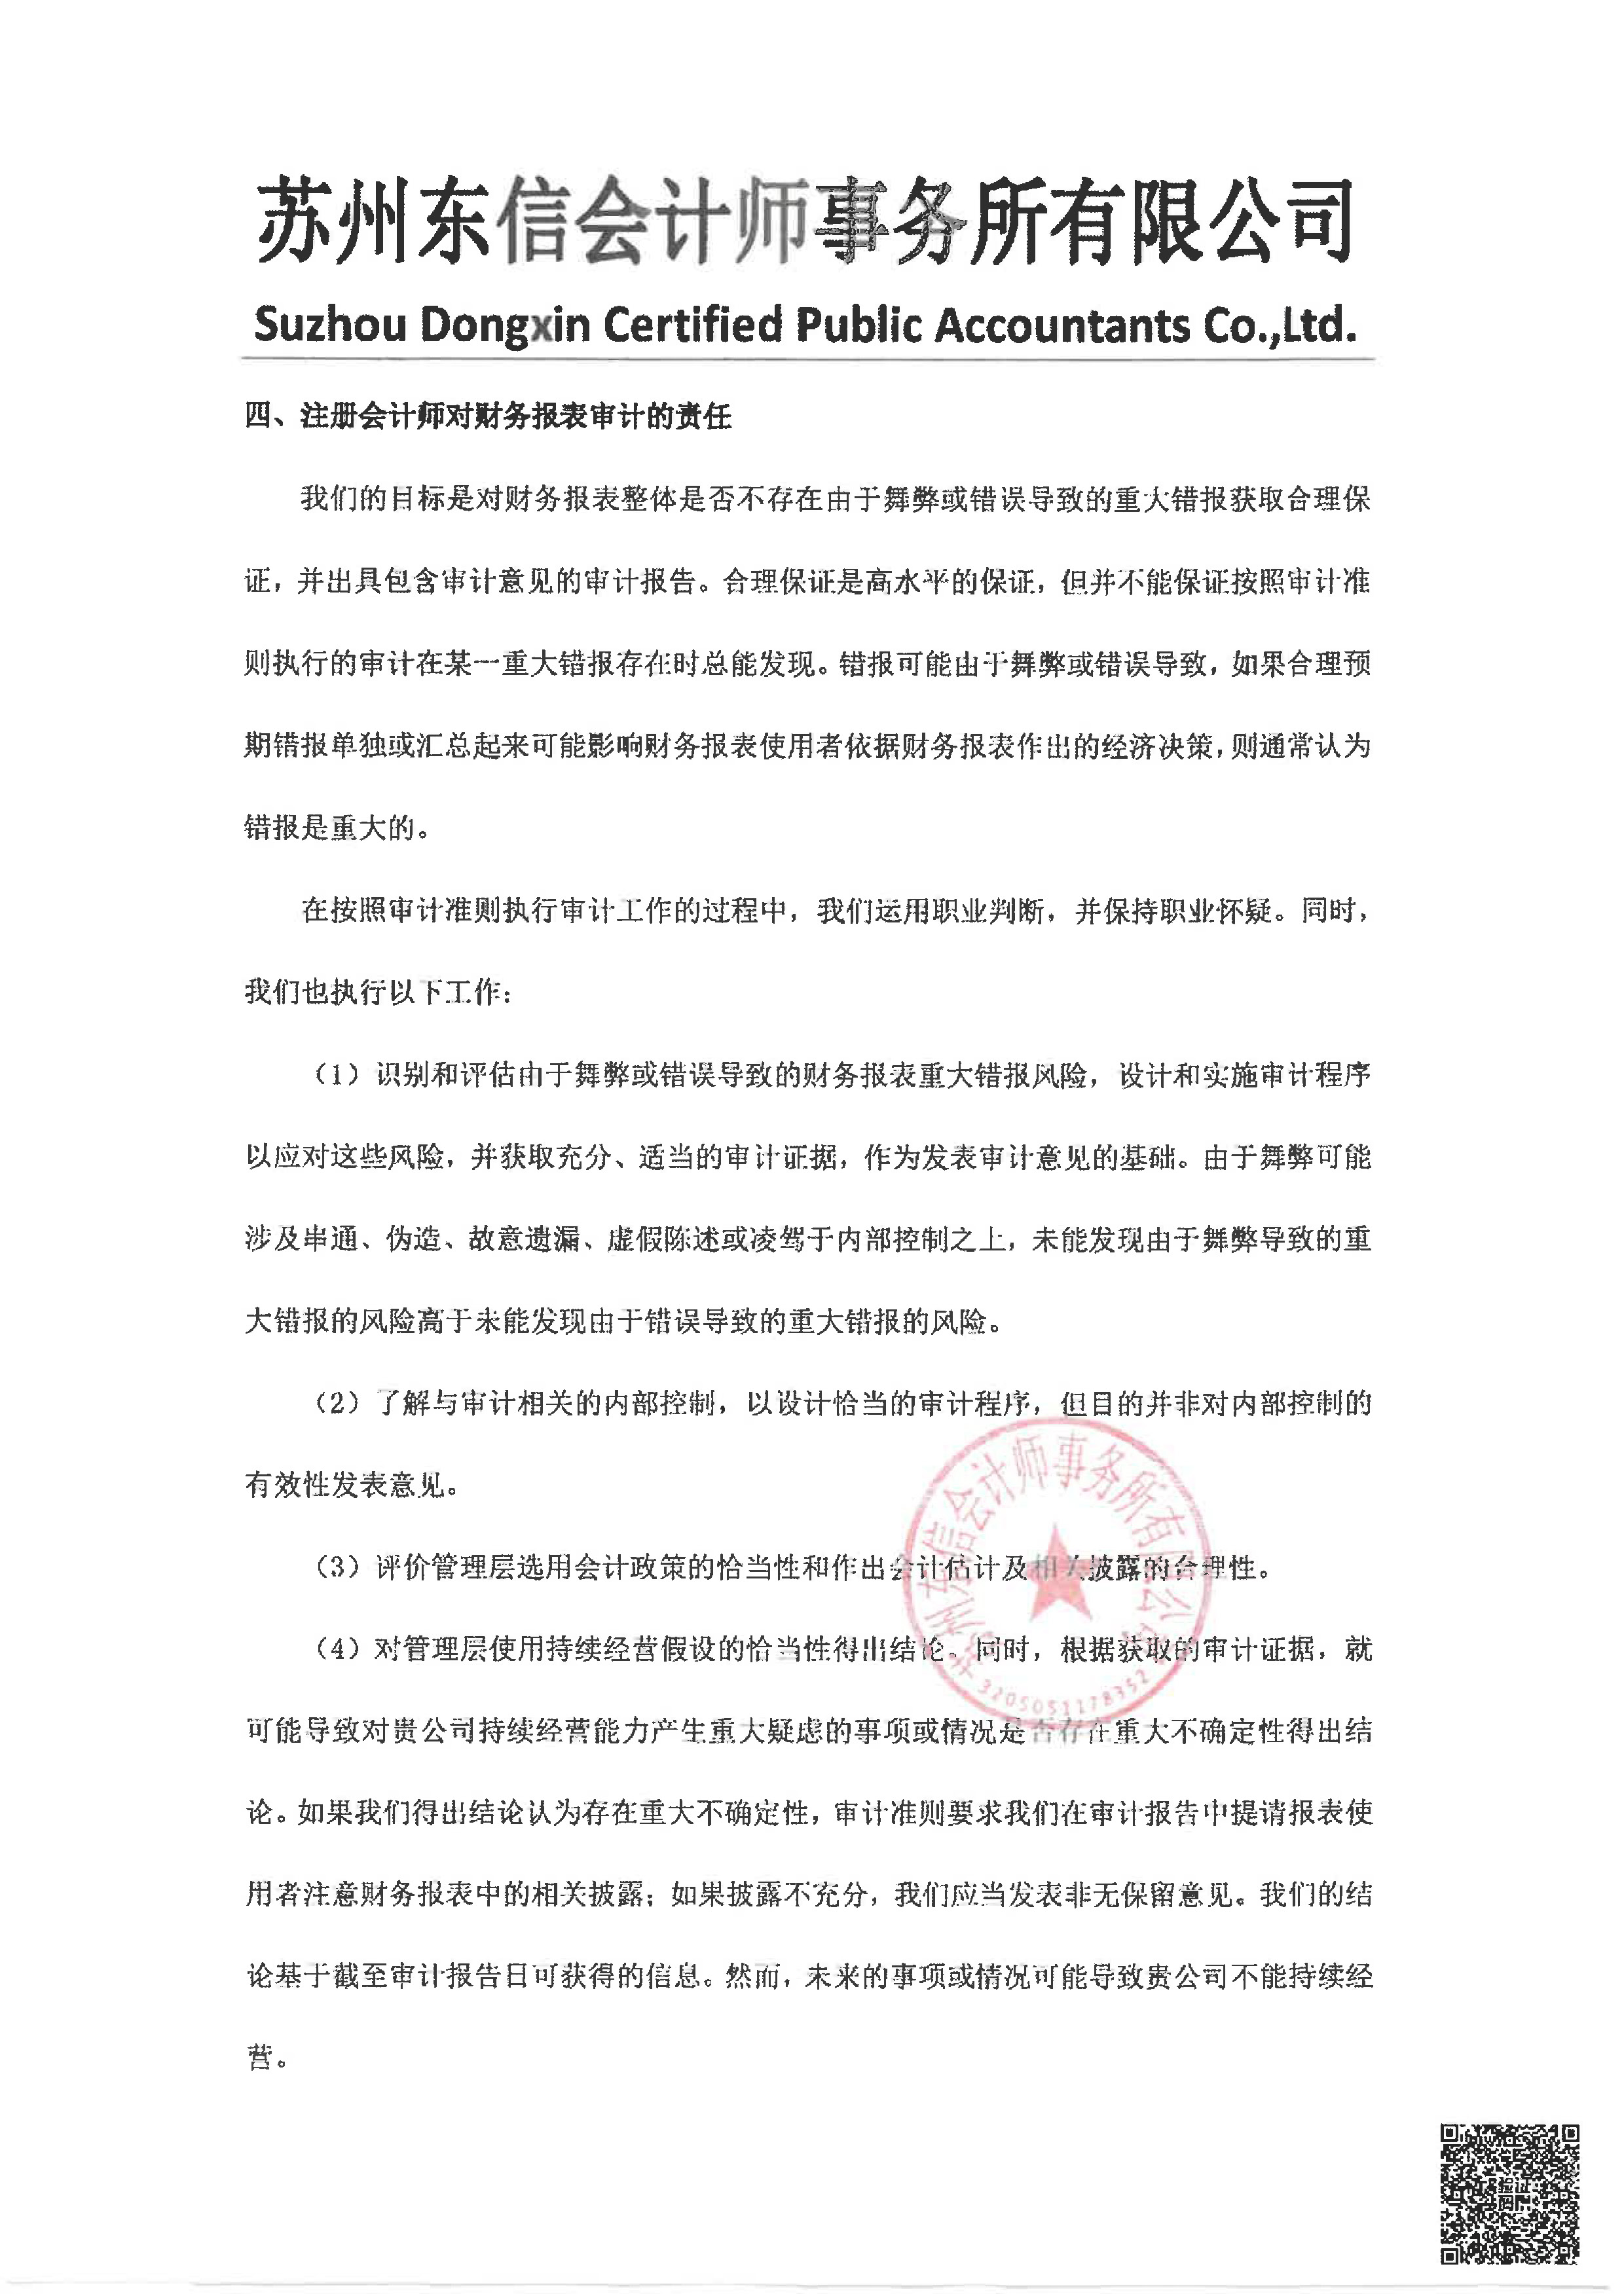 苏州东信会计师事务所有限公司
Suzhou Dongxin Certified Public Accountants Co.,Ltd.
四、注册会计师对财务报表审计的责任
我们的目标是对财务报表整体是否不存在由于舞弊或错误导致的重大错报获取合理保
证，并出具包含审计意见的审计报告。合理保证是高水平的保证，但并不能保证按照审计准
则执行的审计在某一重大错报存在时总能发现。错报可能由于舞弊或错误导致，如果合理预
期错报单独或汇总起来可能影响财务报表使用者依据财务报表作出的经济决策，则通常认为
错报是重大的。
在按照审计准则执行审计工作的过程中，我们运用职业判断，并保持职业怀疑。同时，
我们也执行以下工作：
（1）识别和评估由于舞弊或错误导致的财务报表重大错报风险，设计和实施审计程序
以应对这些风险，并获取充分、适当的审计证据，作为发表审计意见的基础。由于舞弊可能
涉及串通、伪造、故意遗漏、虚假陈述或凌驾于内部控制之上，未能发现由于舞弊导致的重
大错报的风险高于未能发现由于错误导致的重大错报的风险。
（2）了解与审计相关的内部控制，以设计恰当的审计程序，但目的并非对内部控制的
有效性发表意见。
（3）评价管理层选用会计政策的恰当性和作出会计估计及相关披露的合理性。
（4）对管理层使用持续经营假设的恰当性得出结论。同时，根据获取的审计证据，就
可能导致对贵公司持续经营能力产生重大疑虑的事项或情况是否存在重大不确定性得出结
论。如果我们得出结论认为存在重大不确定性，审计准则要求我们在审计报告中提请报表使
用者注意财务报表中的相关披露；如果披露不充分，我们应当发表非无保留意见。我们的结
论基于截至审计报告日可获得的信息。然而，未来的事项或情况可能导致贵公司不能持续经
营。
苏州东信会计师事务所有限公司
3205051178352